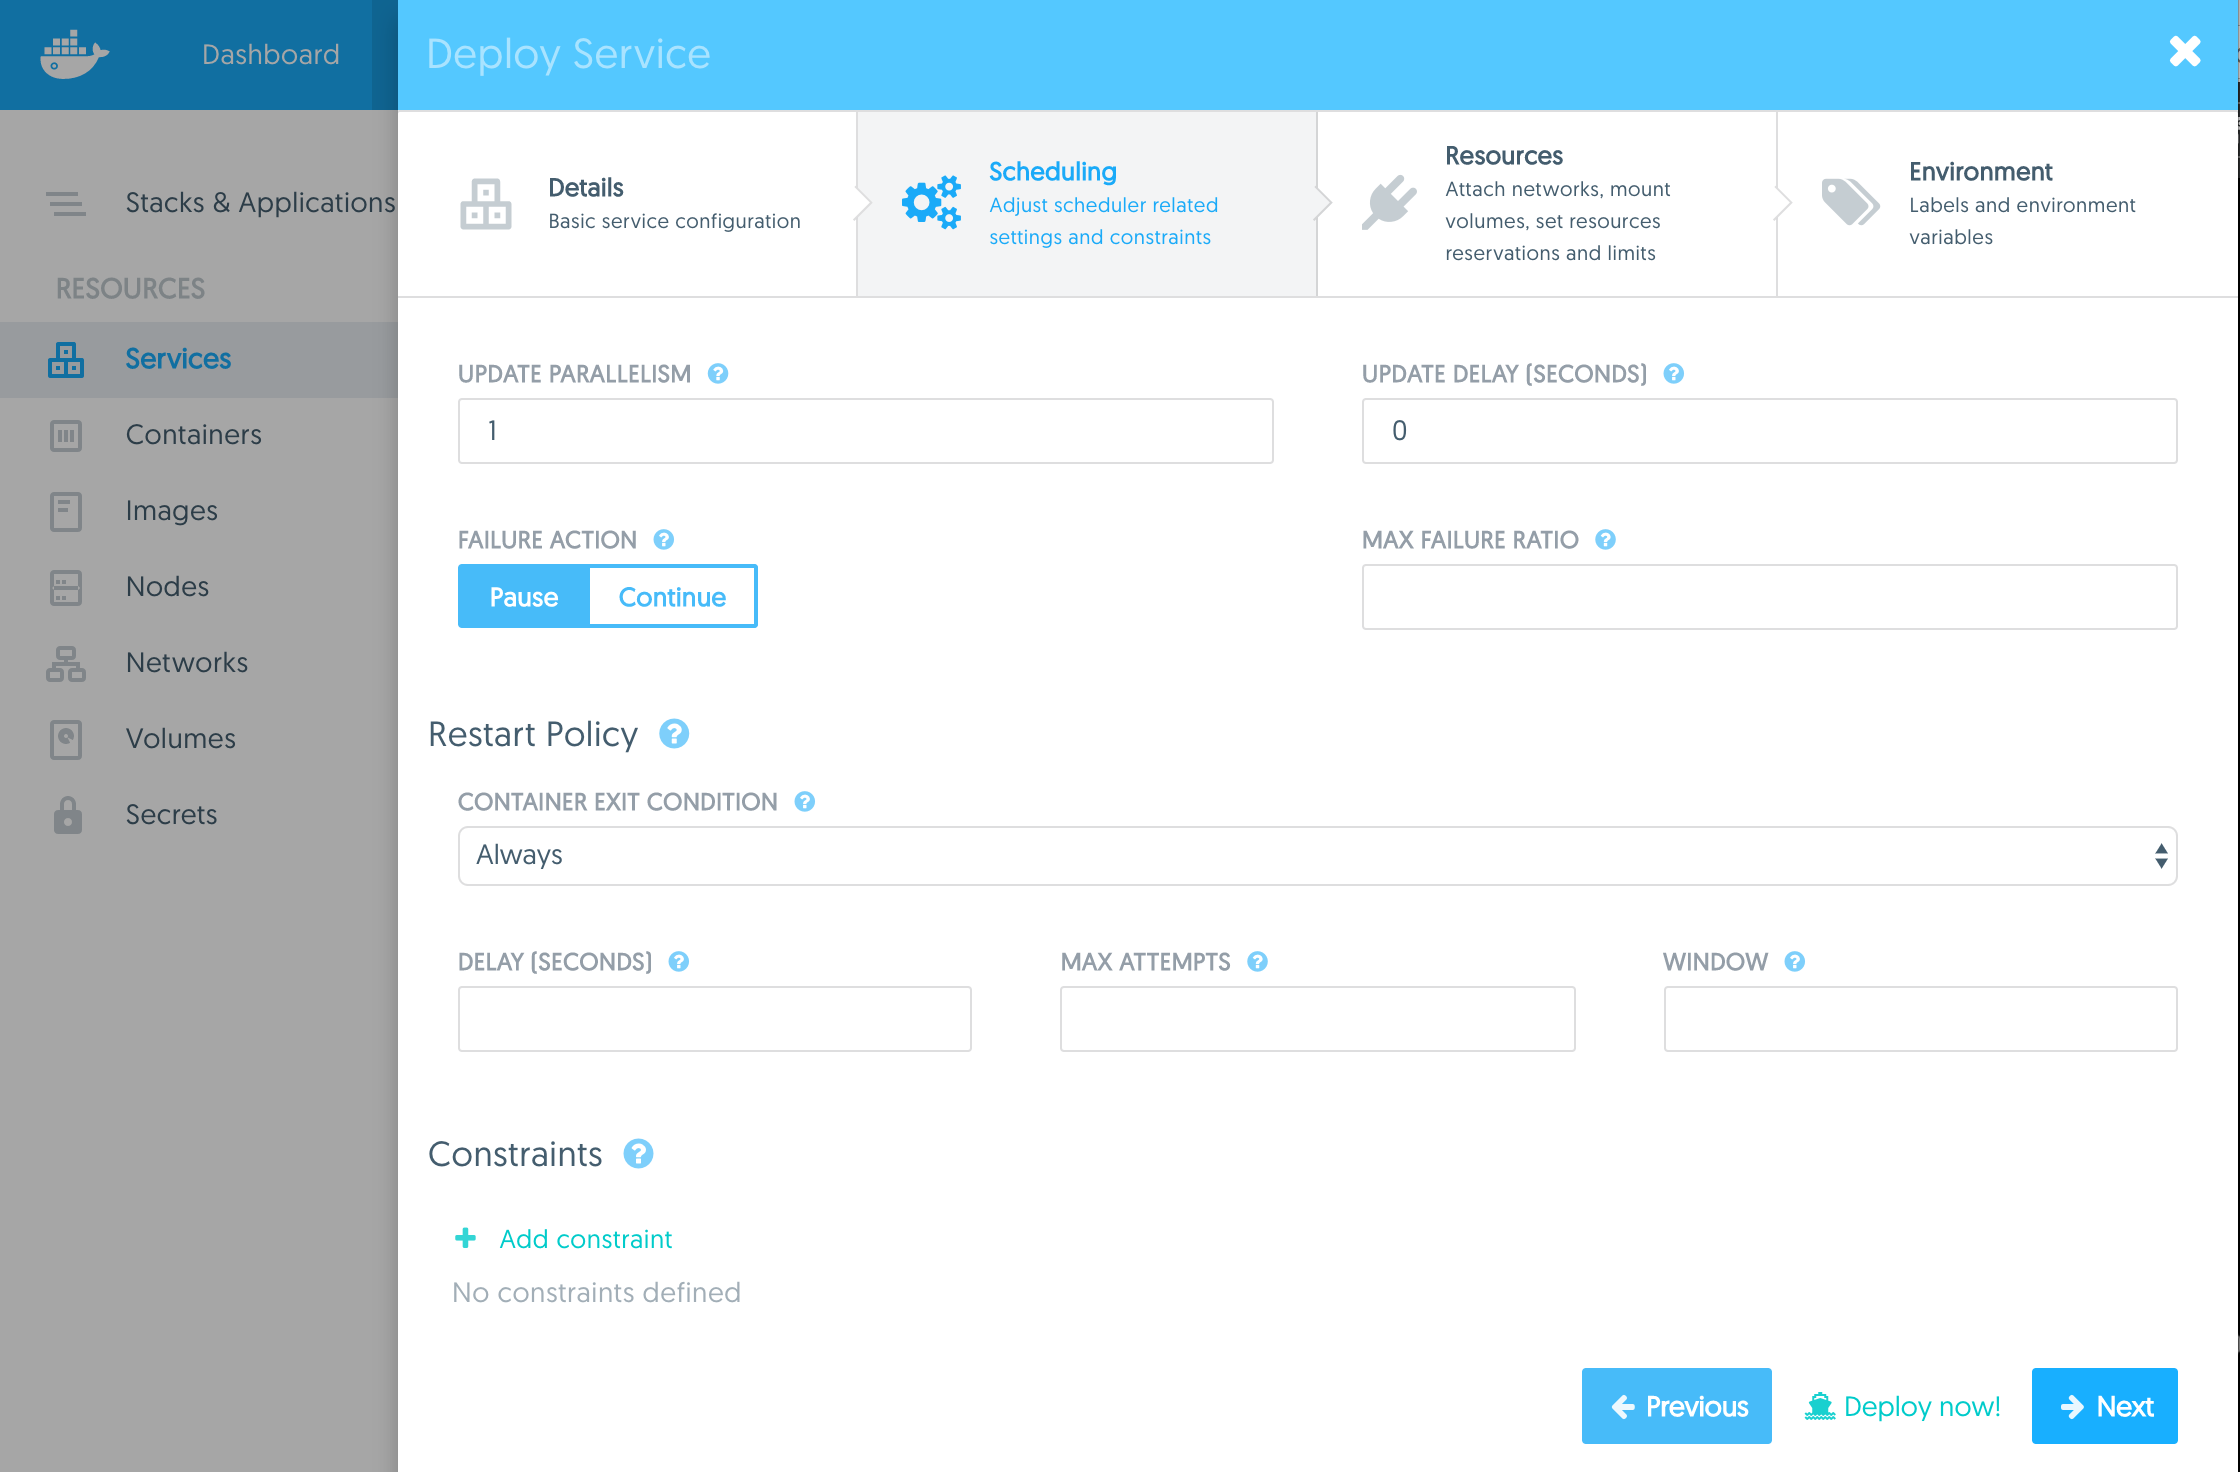 Dashboard
Deploy Service
Stacks & Applications
RESOURCES
Services
Containers
Images
Nodes
Networks
Volumes
Secrets
Details
Basic service configuration
Scheduling
Adjust scheduler related
settings and constraints
Resources
Attach networks, mount
volumes, set resources
reservations and limits
Environment
Labels and environment
variables
UPDATE PARALLELISM ?
1
UPDATE DELAY (SECONDS) ?
0
FAILURE ACTION ?
Pause Continue
MAX FAILURE RATIO ?
Restart Policy ?
CONTAINER EXIT CONDITION ?
Always
DELAY (SECONDS) ?
MAX ATTEMPTS ?
WINDOW ?
Constraints ?
+ Add constraint
No constraints defined
Previous
Deploy now!
Next